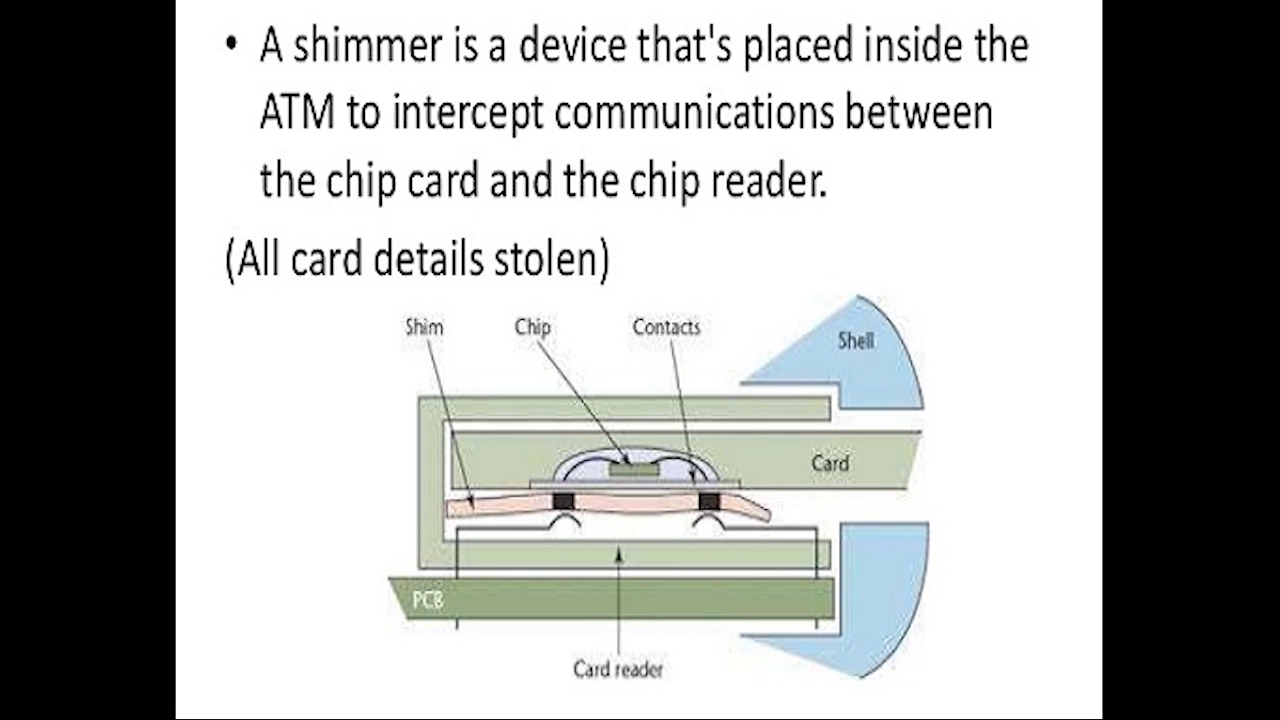 • A shimmer is a device that's placed inside the
ATM to intercept communications between
the chip card and the chip reader.
(All card details stolen)
Shim Chip Contacts
Shell
Card
PCB
Card reader